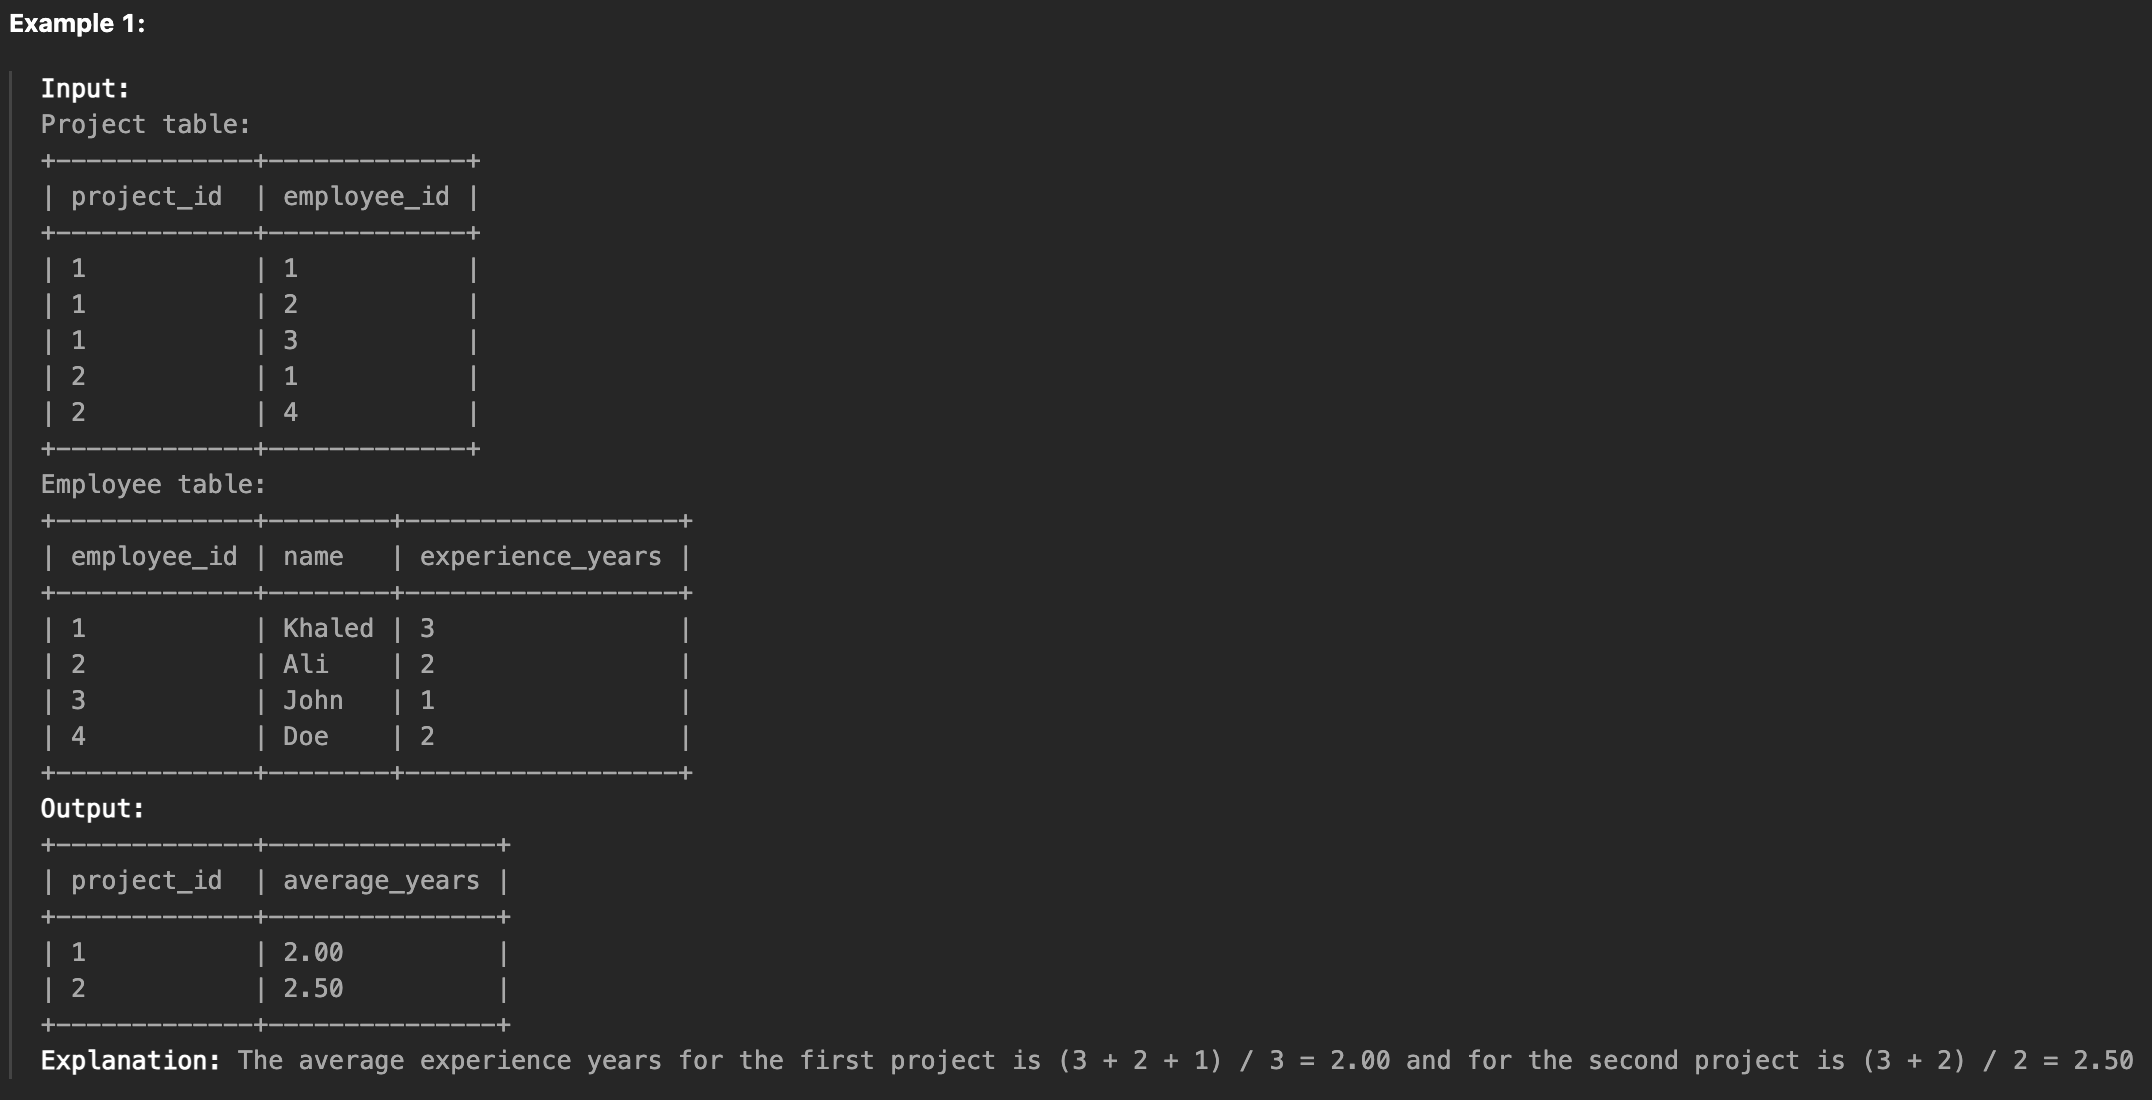 Example 1:
Input:
Project table:
+-------------+-------------+
| project_id  | employee_id |
+-------------+-------------+
| 1           | 1           |
| 1           | 2           |
| 1           | 3           |
| 2           | 1           |
| 2           | 4           |
+-------------+-------------+
Employee table:
+-------------+--------+------------------+
| employee_id | name   | experience_years |
+-------------+--------+------------------+
| 1           | Khaled | 3                |
| 2           | Ali    | 2                |
| 3           | John   | 1                |
| 4           | Doe    | 2                |
+-------------+--------+------------------+
Output:
+-------------+---------------+
| project_id  | average_years |
+-------------+---------------+
| 1           | 2.00          |
| 2           | 2.50          |
+-------------+---------------+
Explanation: The average experience years for the first project is (3 + 2 + 1) / 3 = 2.00 and for the second project is (3 + 2) / 2 = 2.50